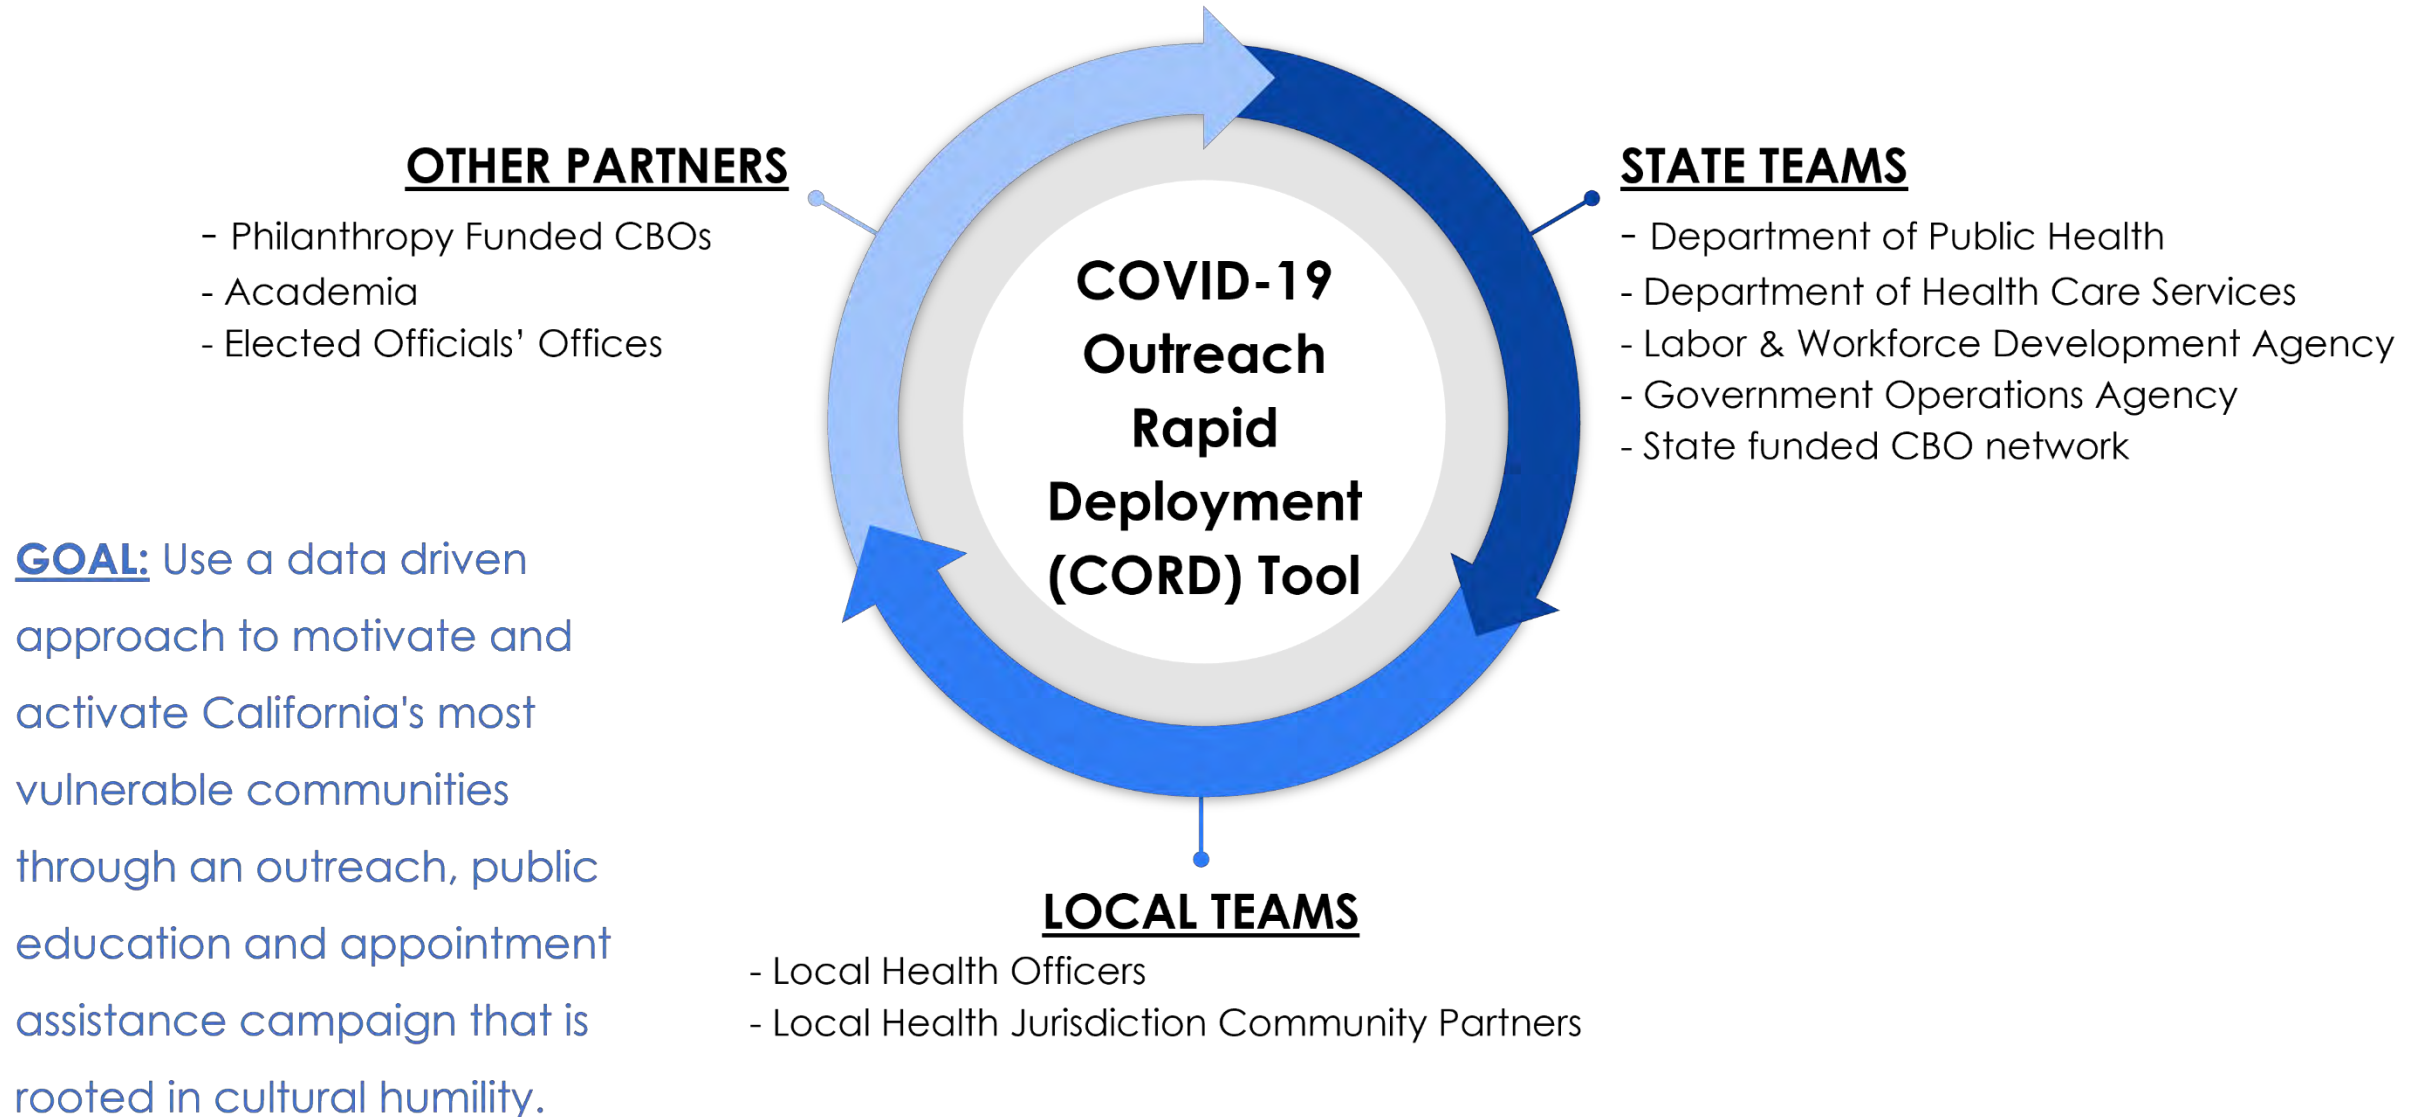 OTHER PARTNERS
- Philanthropy Funded CBOs
- Academia
- Elected Officials’ Offices
COVID-19
Outreach
Rapid
Deployment
(CORD) Tool
STATE TEAMS
- Department of Public Health
- Department of Health Care Services
- Labor & Workforce Development Agency
- Government Operations Agency
- State funded CBO network
GOAL: Use a data driven
approach to motivate and
activate California's most
vulnerable communities
through an outreach, public
education and appointment
assistance campaign that is
rooted in cultural humility.
LOCAL TEAMS
- Local Health Officers
- Local Health Jurisdiction Community Partners